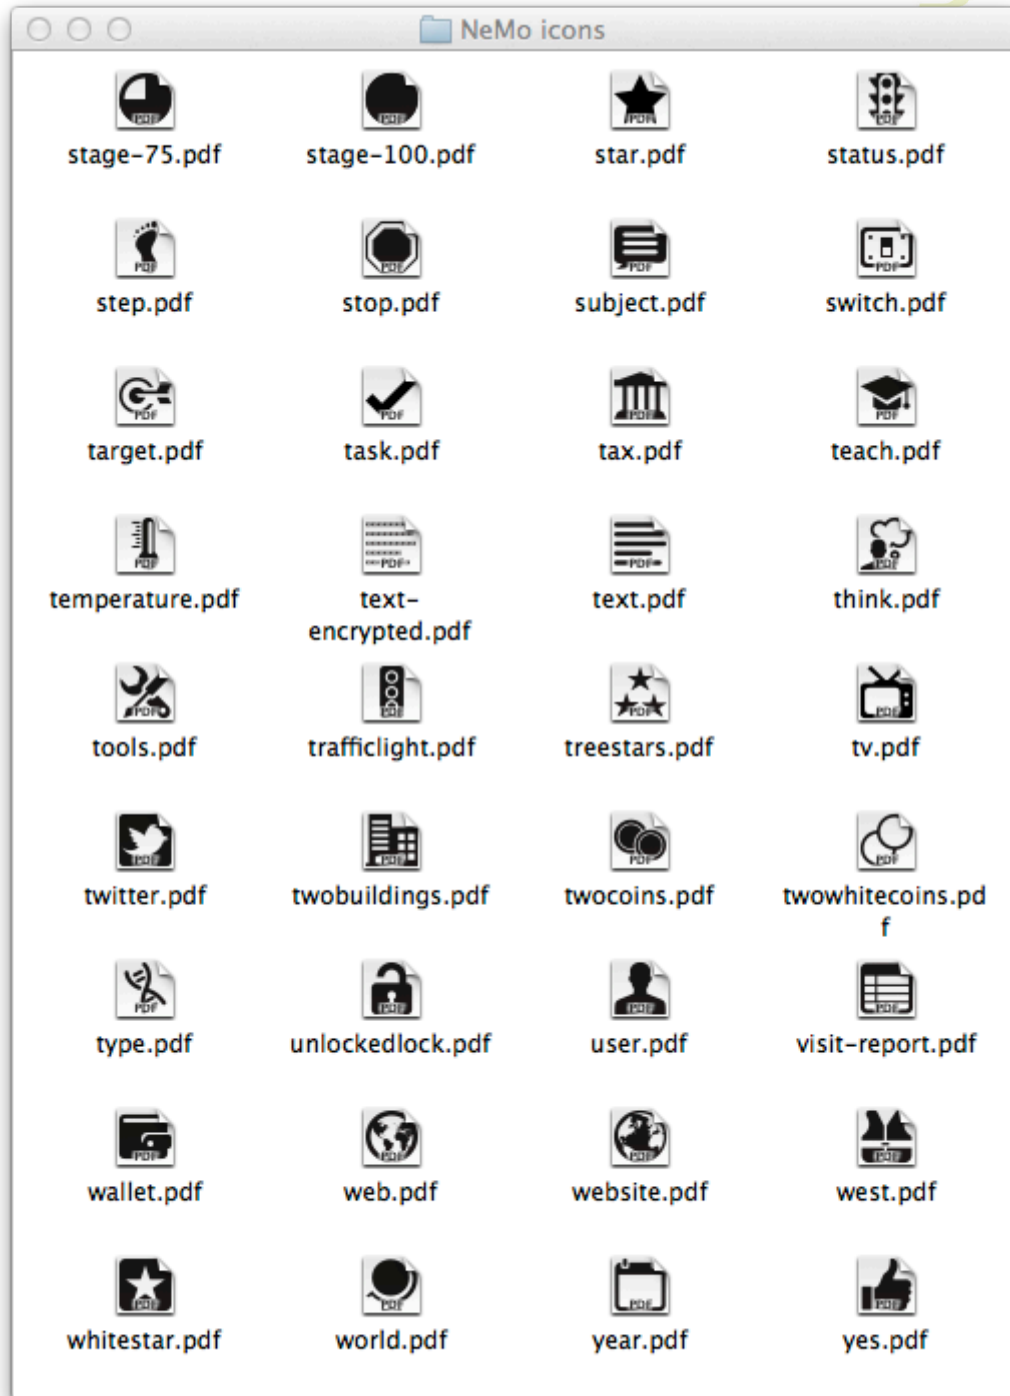 NeMo icons
stage-75.pdf stage-100.pdf star.pdf status.pdf
step.pdf stop.pdf subject.pdf switch.pdf
target.pdf task.pdf tax.pdf teach.pdf
temperature.pdf text-
encrypted.pdf text.pdf think.pdf
tools.pdf trafficlight.pdf treestars.pdf tv.pdf
twitter.pdf twobuildings.pdf twocoins.pdf twowhitecoins.pd
f
type.pdf unlockedlock.pdf user.pdf visit-report.pdf
wallet.pdf web.pdf website.pdf west.pdf
whitestar.pdf world.pdf year.pdf yes.pdf